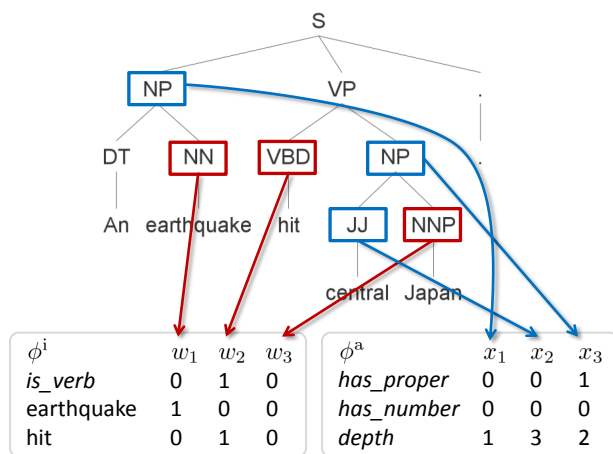 S
NP VP .
DT NN VBD NP .
An earthquake hit JJ NNP
central Japan
ϕⁱ w₁ w₂ w₃
is_verb 0 1 0
earthquake 1 0 0
hit 0 1 0
ϕᵃ x₁ x₂ x₃
has_proper 0 0 1
has_number 0 0 0
depth 1 3 2